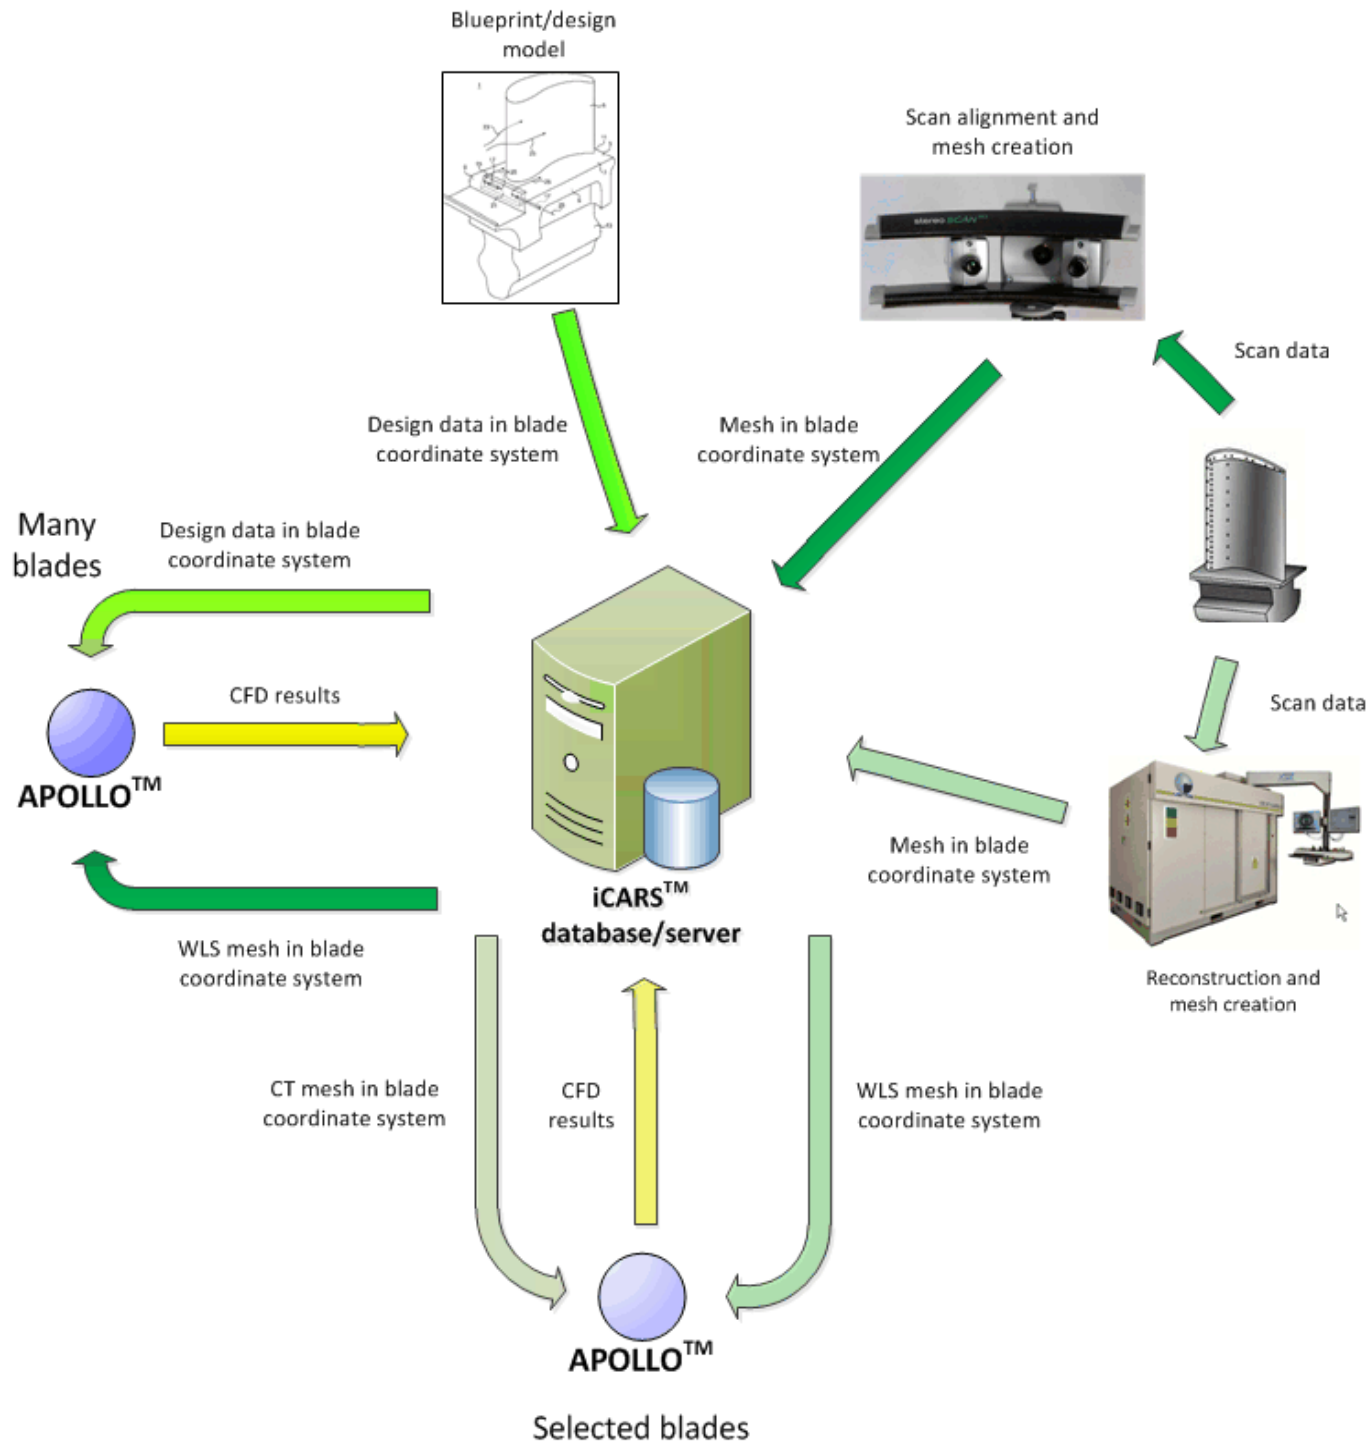 Blueprint/design
model
Scan alignment and
mesh creation
stereo SCAN
Scan data
Design data in blade
coordinate system
Mesh in blade
coordinate system
Many
blades
Design data in blade
coordinate system
CFD results
Scan data
APOLLO™
Mesh in blade
coordinate system
iCARS™
database/server
WLS mesh in blade
coordinate system
Reconstruction and
mesh creation
CT mesh in blade
coordinate system
CFD
results
WLS mesh in blade
coordinate system
APOLLO™
Selected blades